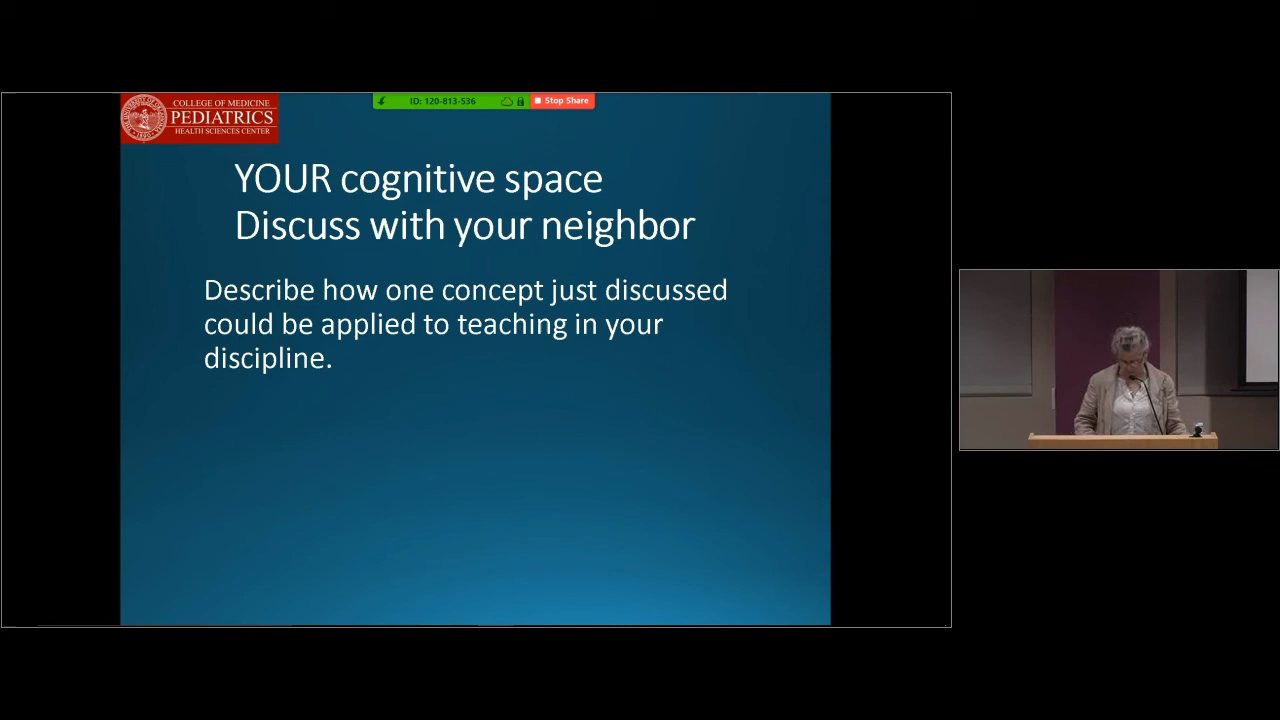 COLLEGE OF MEDICINE
PEDIATRICS
HEALTH SCIENCES CENTER
ID: 120-813-536
Stop Share
YOUR cognitive space
Discuss with your neighbor
Describe how one concept just discussed
could be applied to teaching in your
discipline.